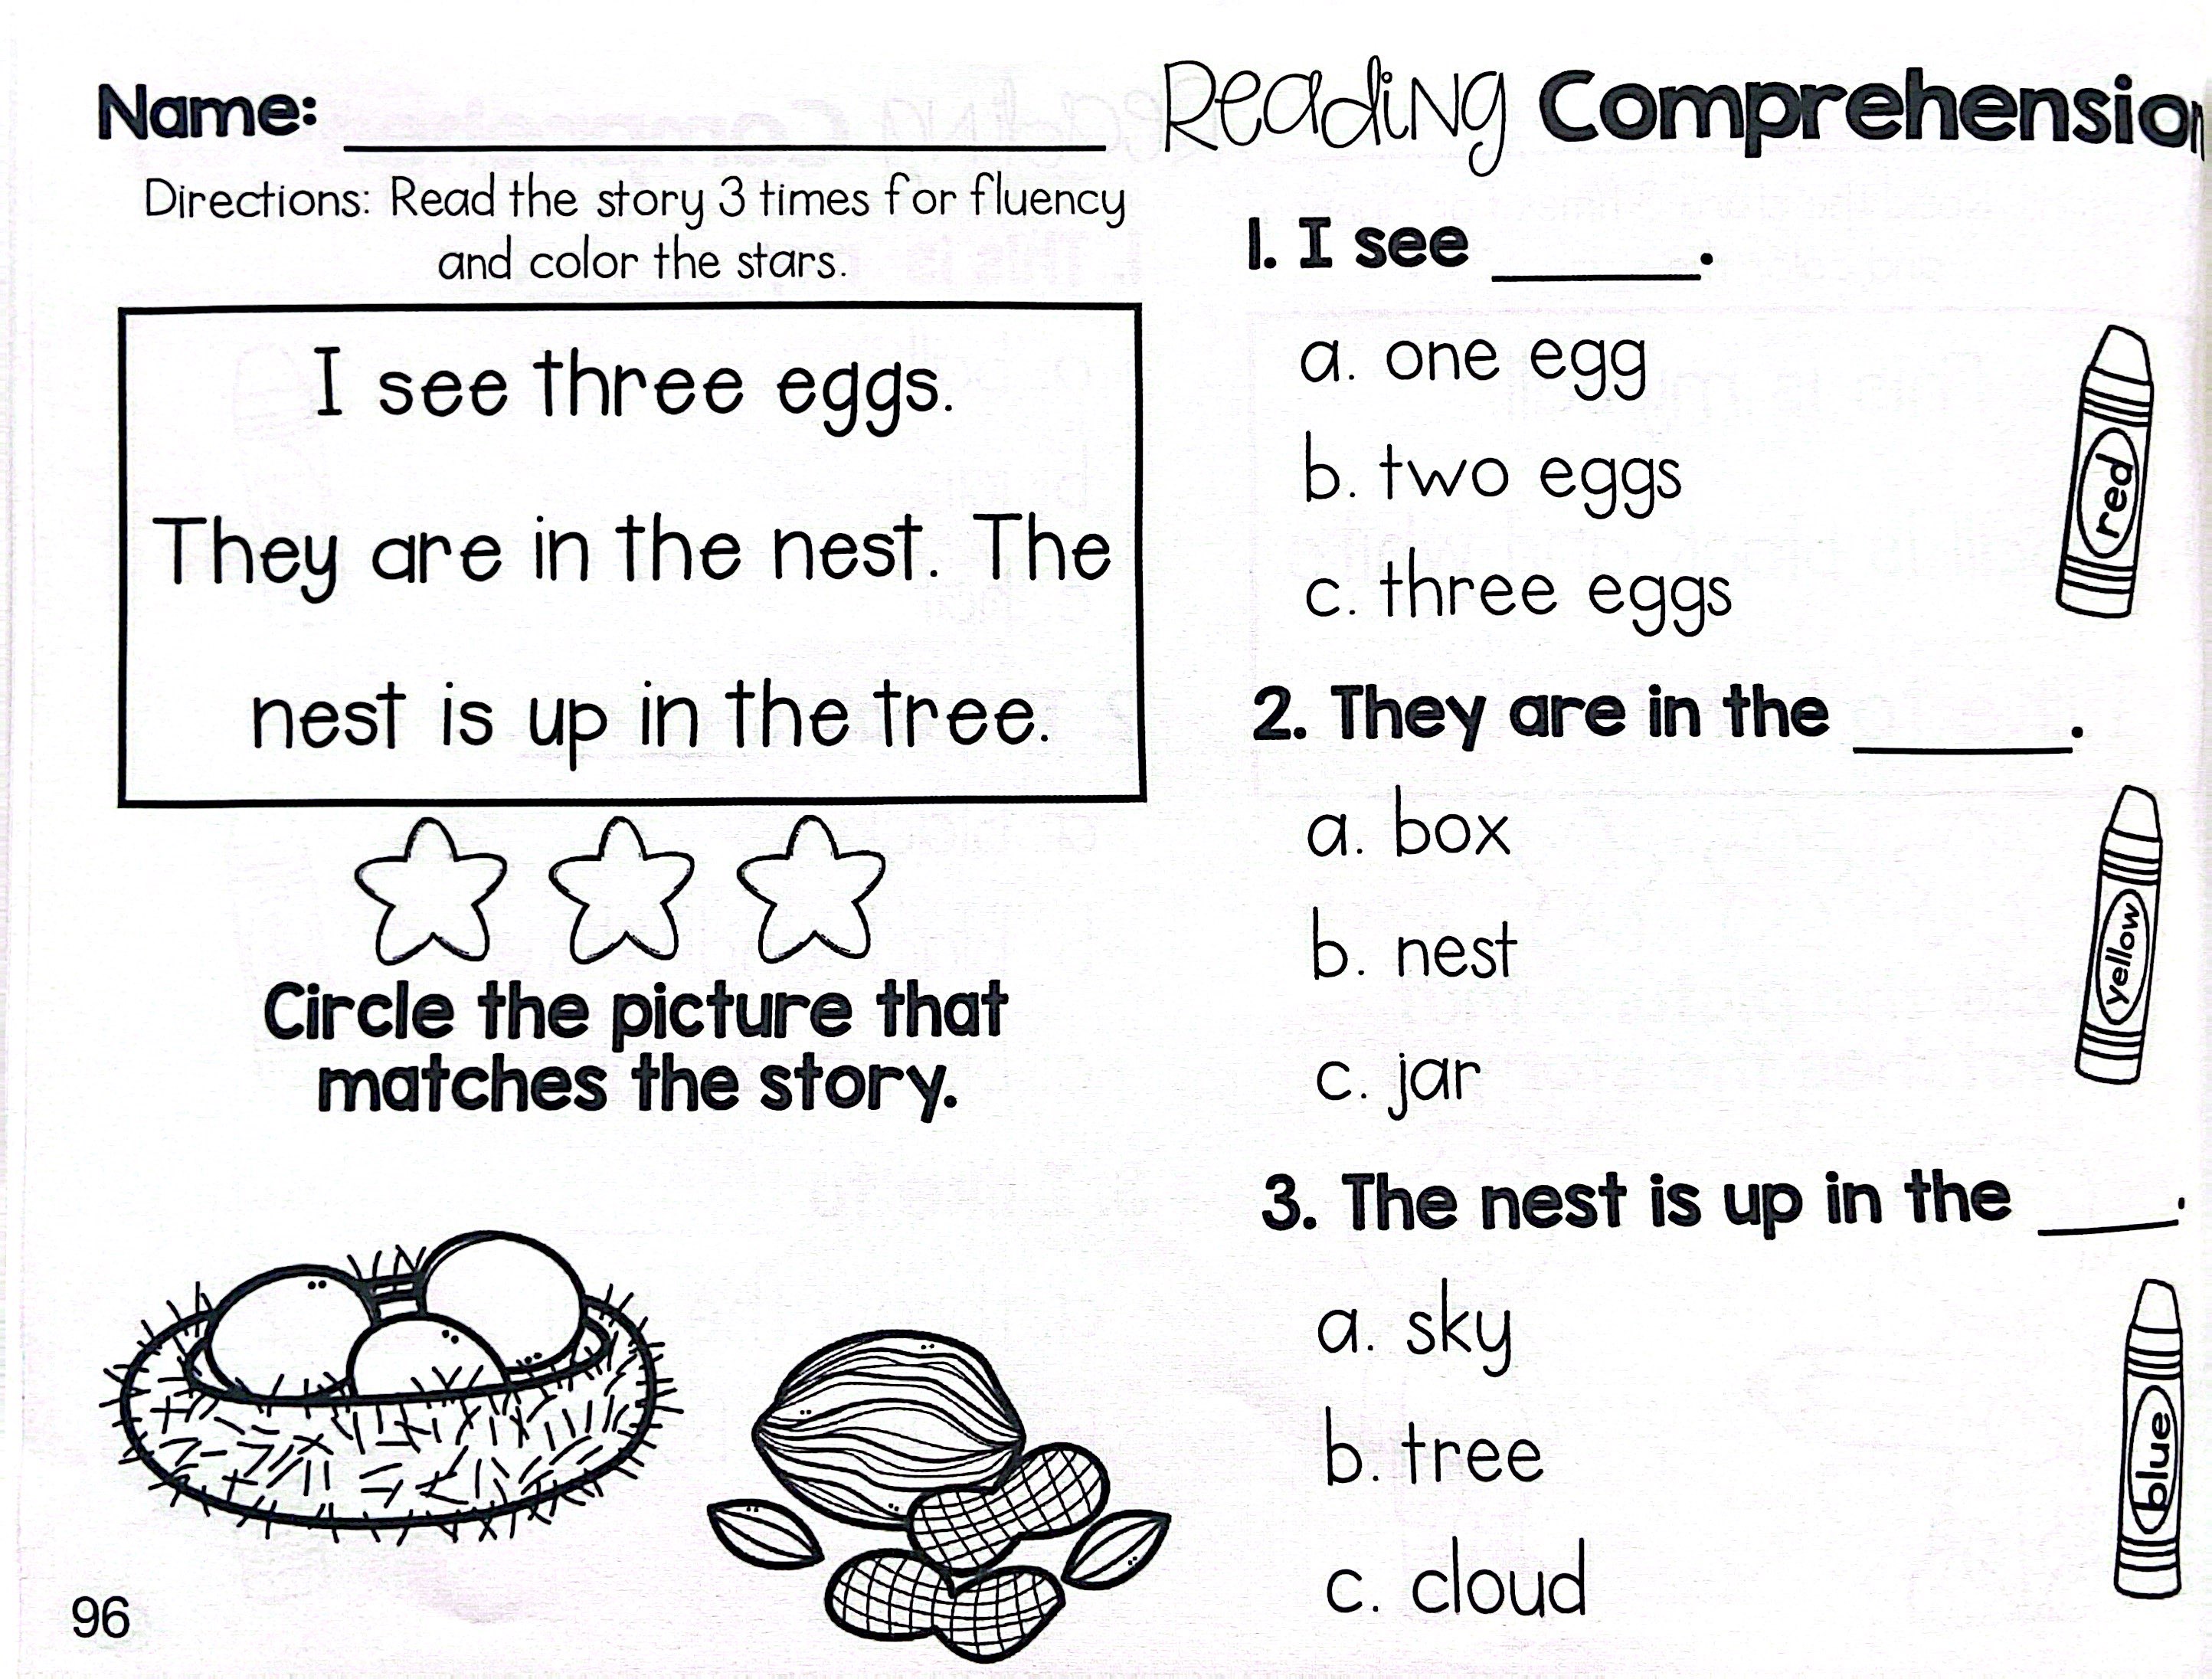 Name:
Directions: Read the story 3 times for fluency
and color the stars.
I see three eggs.
They are in the nest. The
nest is up in the tree.
Circle the picture that
matches the story.
96
Reading Comprehension
1. I see ______.
a. one egg
b. two eggs
c. three eggs
red
2. They are in the ______.
a. box
b. nest
c. jar
yellow
3. The nest is up in the ____.
a. sky
b. tree
c. cloud
blue